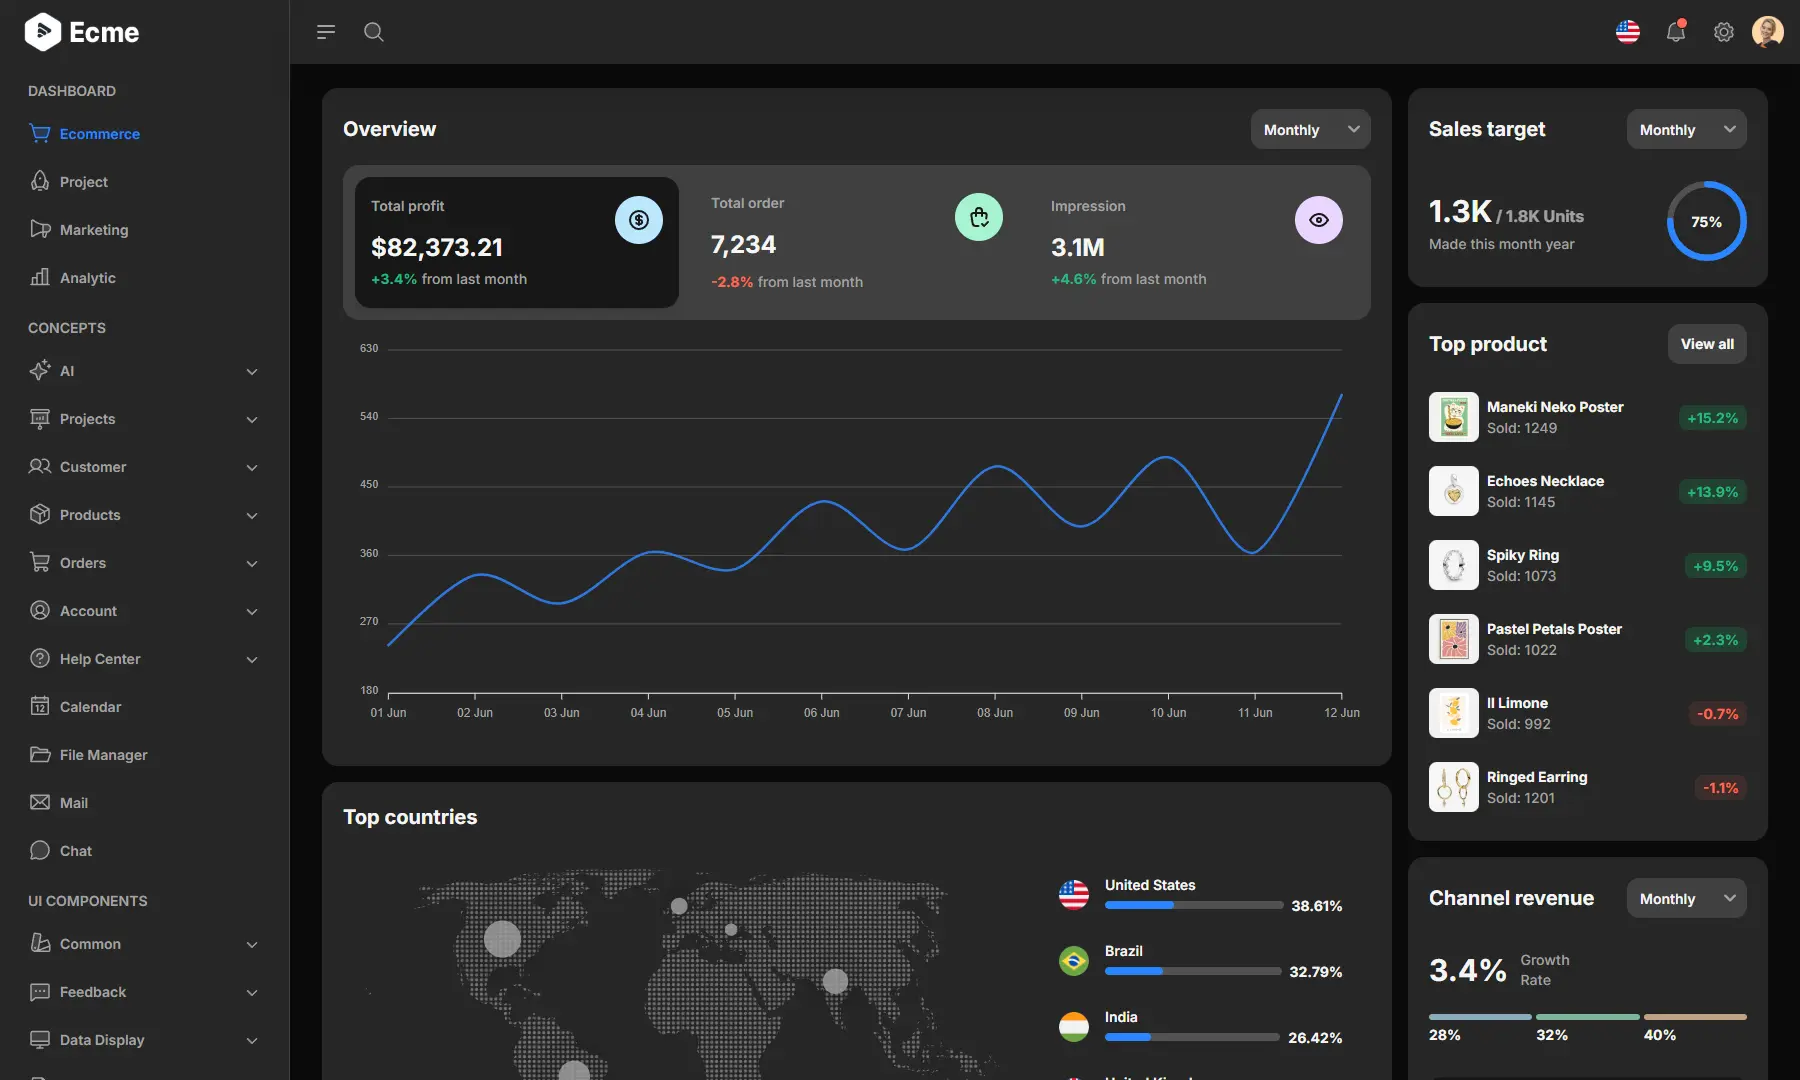 Ecme
DASHBOARD
Ecommerce
Project
Marketing
Analytic
CONCEPTS
AI
Projects
Customer
Products
Orders
Account
Help Center
Calendar
12
File Manager
Mail
Chat
UI COMPONENTS
Common
Feedback
Data Display
Overview
Monthly
Total profit
$82,373.21
+3.4% from last month
Total order
7,234
-2.8% from last month
Impression
3.1M
+4.6% from last month
630
540
450
360
270
180
01 Jun 02 Jun 03 Jun 04 Jun 05 Jun 06 Jun 07 Jun 08 Jun 09 Jun 10 Jun 11 Jun 12 Jun
Top countries
United States
38.61%
Brazil
32.79%
India
26.42%
Sales target
Monthly
1.3K / 1.8K Units
Made this month year
75%
Top product
View all
Maneki Neko Poster
Sold: 1249
+15.2%
Echoes Necklace
Sold: 1145
+13.9%
Spiky Ring
Sold: 1073
+9.5%
Pastel Petals Poster
Sold: 1022
+2.3%
Il Limone
Sold: 992
-0.7%
Ringed Earring
Sold: 1201
-1.1%
Channel revenue
Monthly
3.4%
Growth
Rate
28% 32% 40%